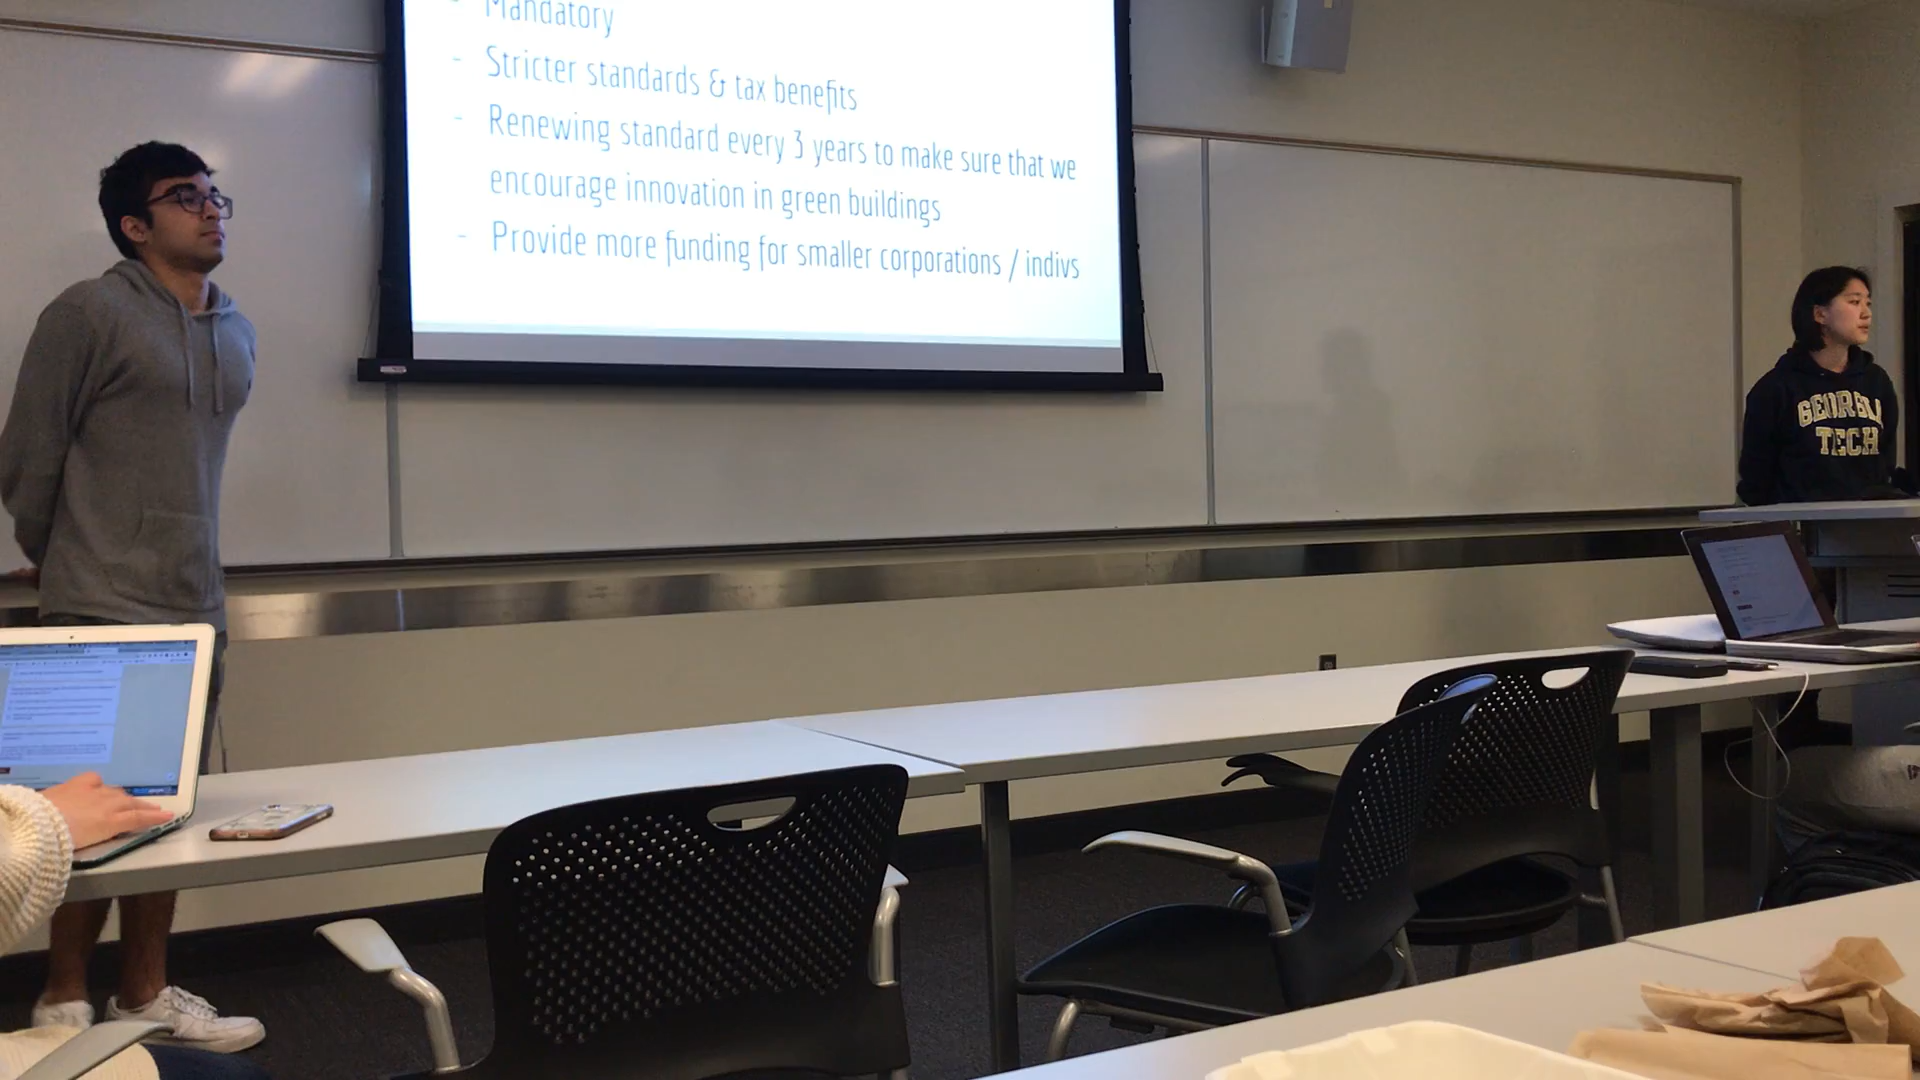 - Mandatory
- Stricter standards & tax benefits
- Renewing standard every 3 years to make sure that we
encourage innovation in green buildings
- Provide more funding for smaller corporations / indivs
GEORGIA
TECH